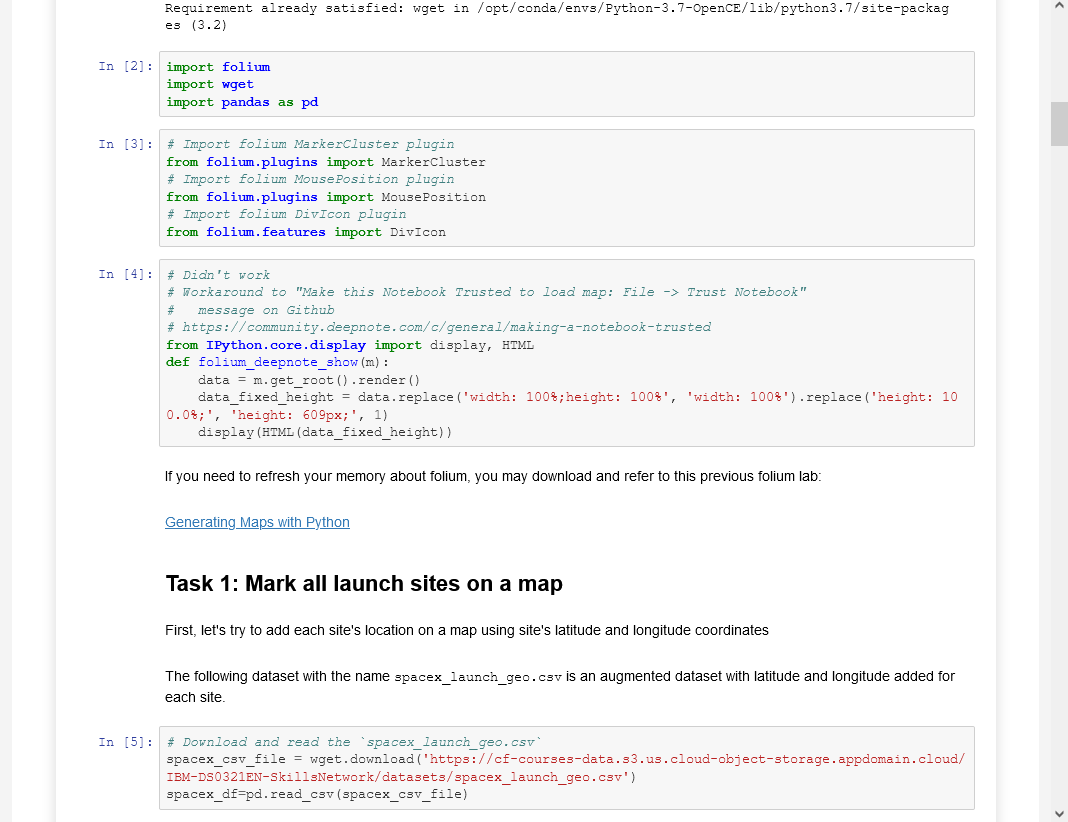 Requirement already satisfied: wget in /opt/conda/envs/Python-3.7-OpenCE/lib/python3.7/site-packag
es (3.2)
In [2]: import folium
import wget
import pandas as pd
In [3]: # Import folium MarkerCluster plugin
from folium.plugins import MarkerCluster
# Import folium MousePosition plugin
from folium.plugins import MousePosition
# Import folium DivIcon plugin
from folium.features import DivIcon
In [4]: # Didn't work
# Workaround to "Make this Notebook Trusted to load map: File -> Trust Notebook"
#   message on Github
# https://community.deepnote.com/c/general/making-a-notebook-trusted
from IPython.core.display import display, HTML
def folium_deepnote_show(m):
    data = m.get_root().render()
    data_fixed_height = data.replace('width: 100%;height: 100%', 'width: 100%').replace('height: 10
0.0%;', 'height: 609px;', 1)
    display(HTML(data_fixed_height))
If you need to refresh your memory about folium, you may download and refer to this previous folium lab:
Generating Maps with Python
Task 1: Mark all launch sites on a map
First, let's try to add each site's location on a map using site's latitude and longitude coordinates
The following dataset with the name spacex_launch_geo.csv is an augmented dataset with latitude and longitude added for
each site.
In [5]: # Download and read the `spacex_launch_geo.csv`
spacex_csv_file = wget.download('https://cf-courses-data.s3.us.cloud-object-storage.appdomain.cloud/
IBM-DS0321EN-SkillsNetwork/datasets/spacex_launch_geo.csv')
spacex_df=pd.read_csv(spacex_csv_file)